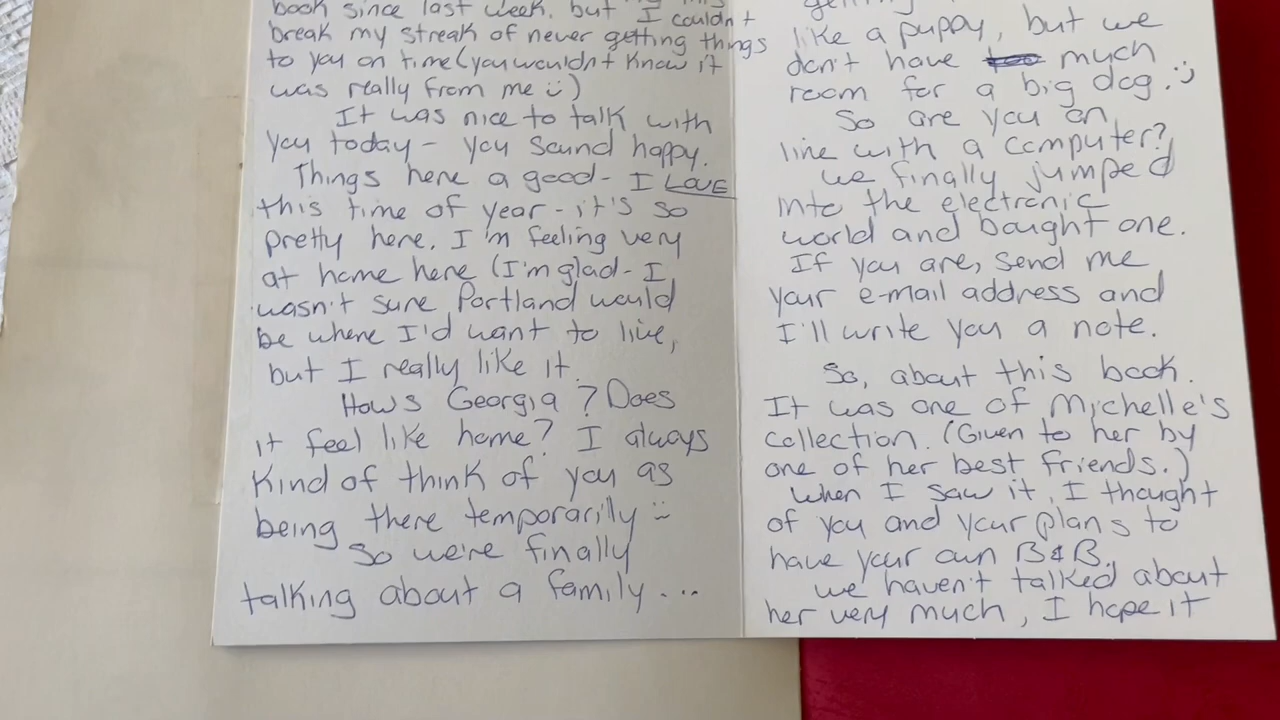 book since last week, but I couldn't
break my streak of never getting things
to you on time (you wouldn't know it
was really from me :))
It was nice to talk with
you today - you sound happy.
Things here a good - I LOVE
this time of year - it's so
pretty here. I'm feeling very
at home here (I'm glad - I
wasn't sure Portland would
be where I'd want to live,
but I really like it.
How's Georgia? Does
it feel like home? I always
kind of think of you as
being there temporarily :)
So we're finally
talking about a family...
like a puppy, but we
don't have much
room for a big dog. :)
So are you on
line with a computer?
We finally jumped
into the electronic
world and bought one.
If you are, send me
your e-mail address and
I'll write you a note.
So, about this book.
It was one of Michelle's
collection. (Given to her by
one of her best friends.)
When I saw it, I thought
of you and your plans to
have your own B&B.
We haven't talked about
her very much, I hope it